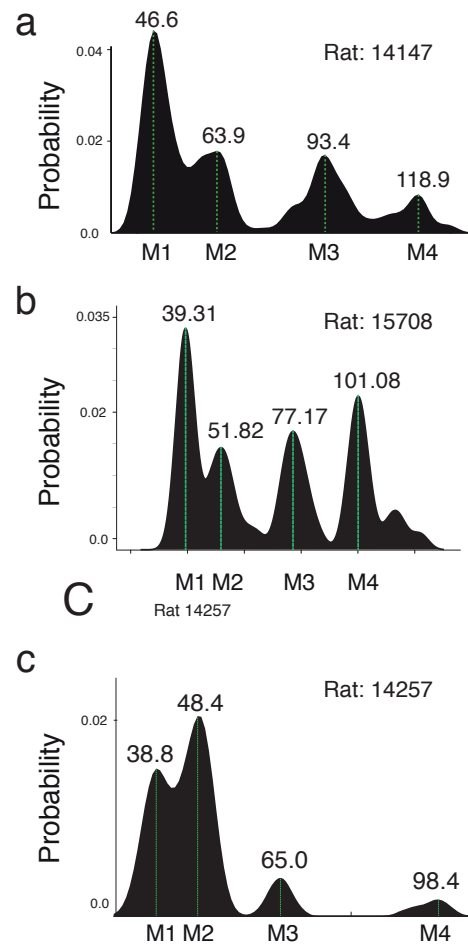 a
46.6
Rat: 14147
0.04
Probability
63.9
93.4
0.02
118.9
0.0
M1 M2 M3 M4
b
39.31
Rat: 15708
0.035
Probability
101.08
51.82 77.17
0.02
0.0
M1 M2 M3 M4
C
Rat 14257
c
48.4
Rat: 14257
0.02
Probability
38.8
65.0
98.4
0.0
M1 M2 M3 M4